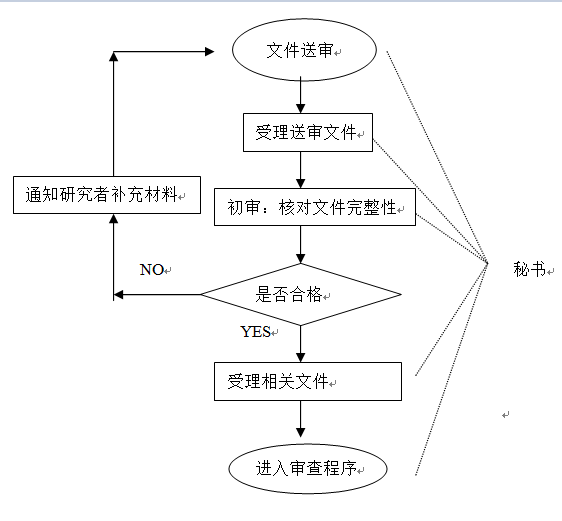 文件送审
受理送审文件
通知研究者补充材料
初审：核对文件完整性
秘书
NO
是否合格
YES
受理相关文件
进入审查程序